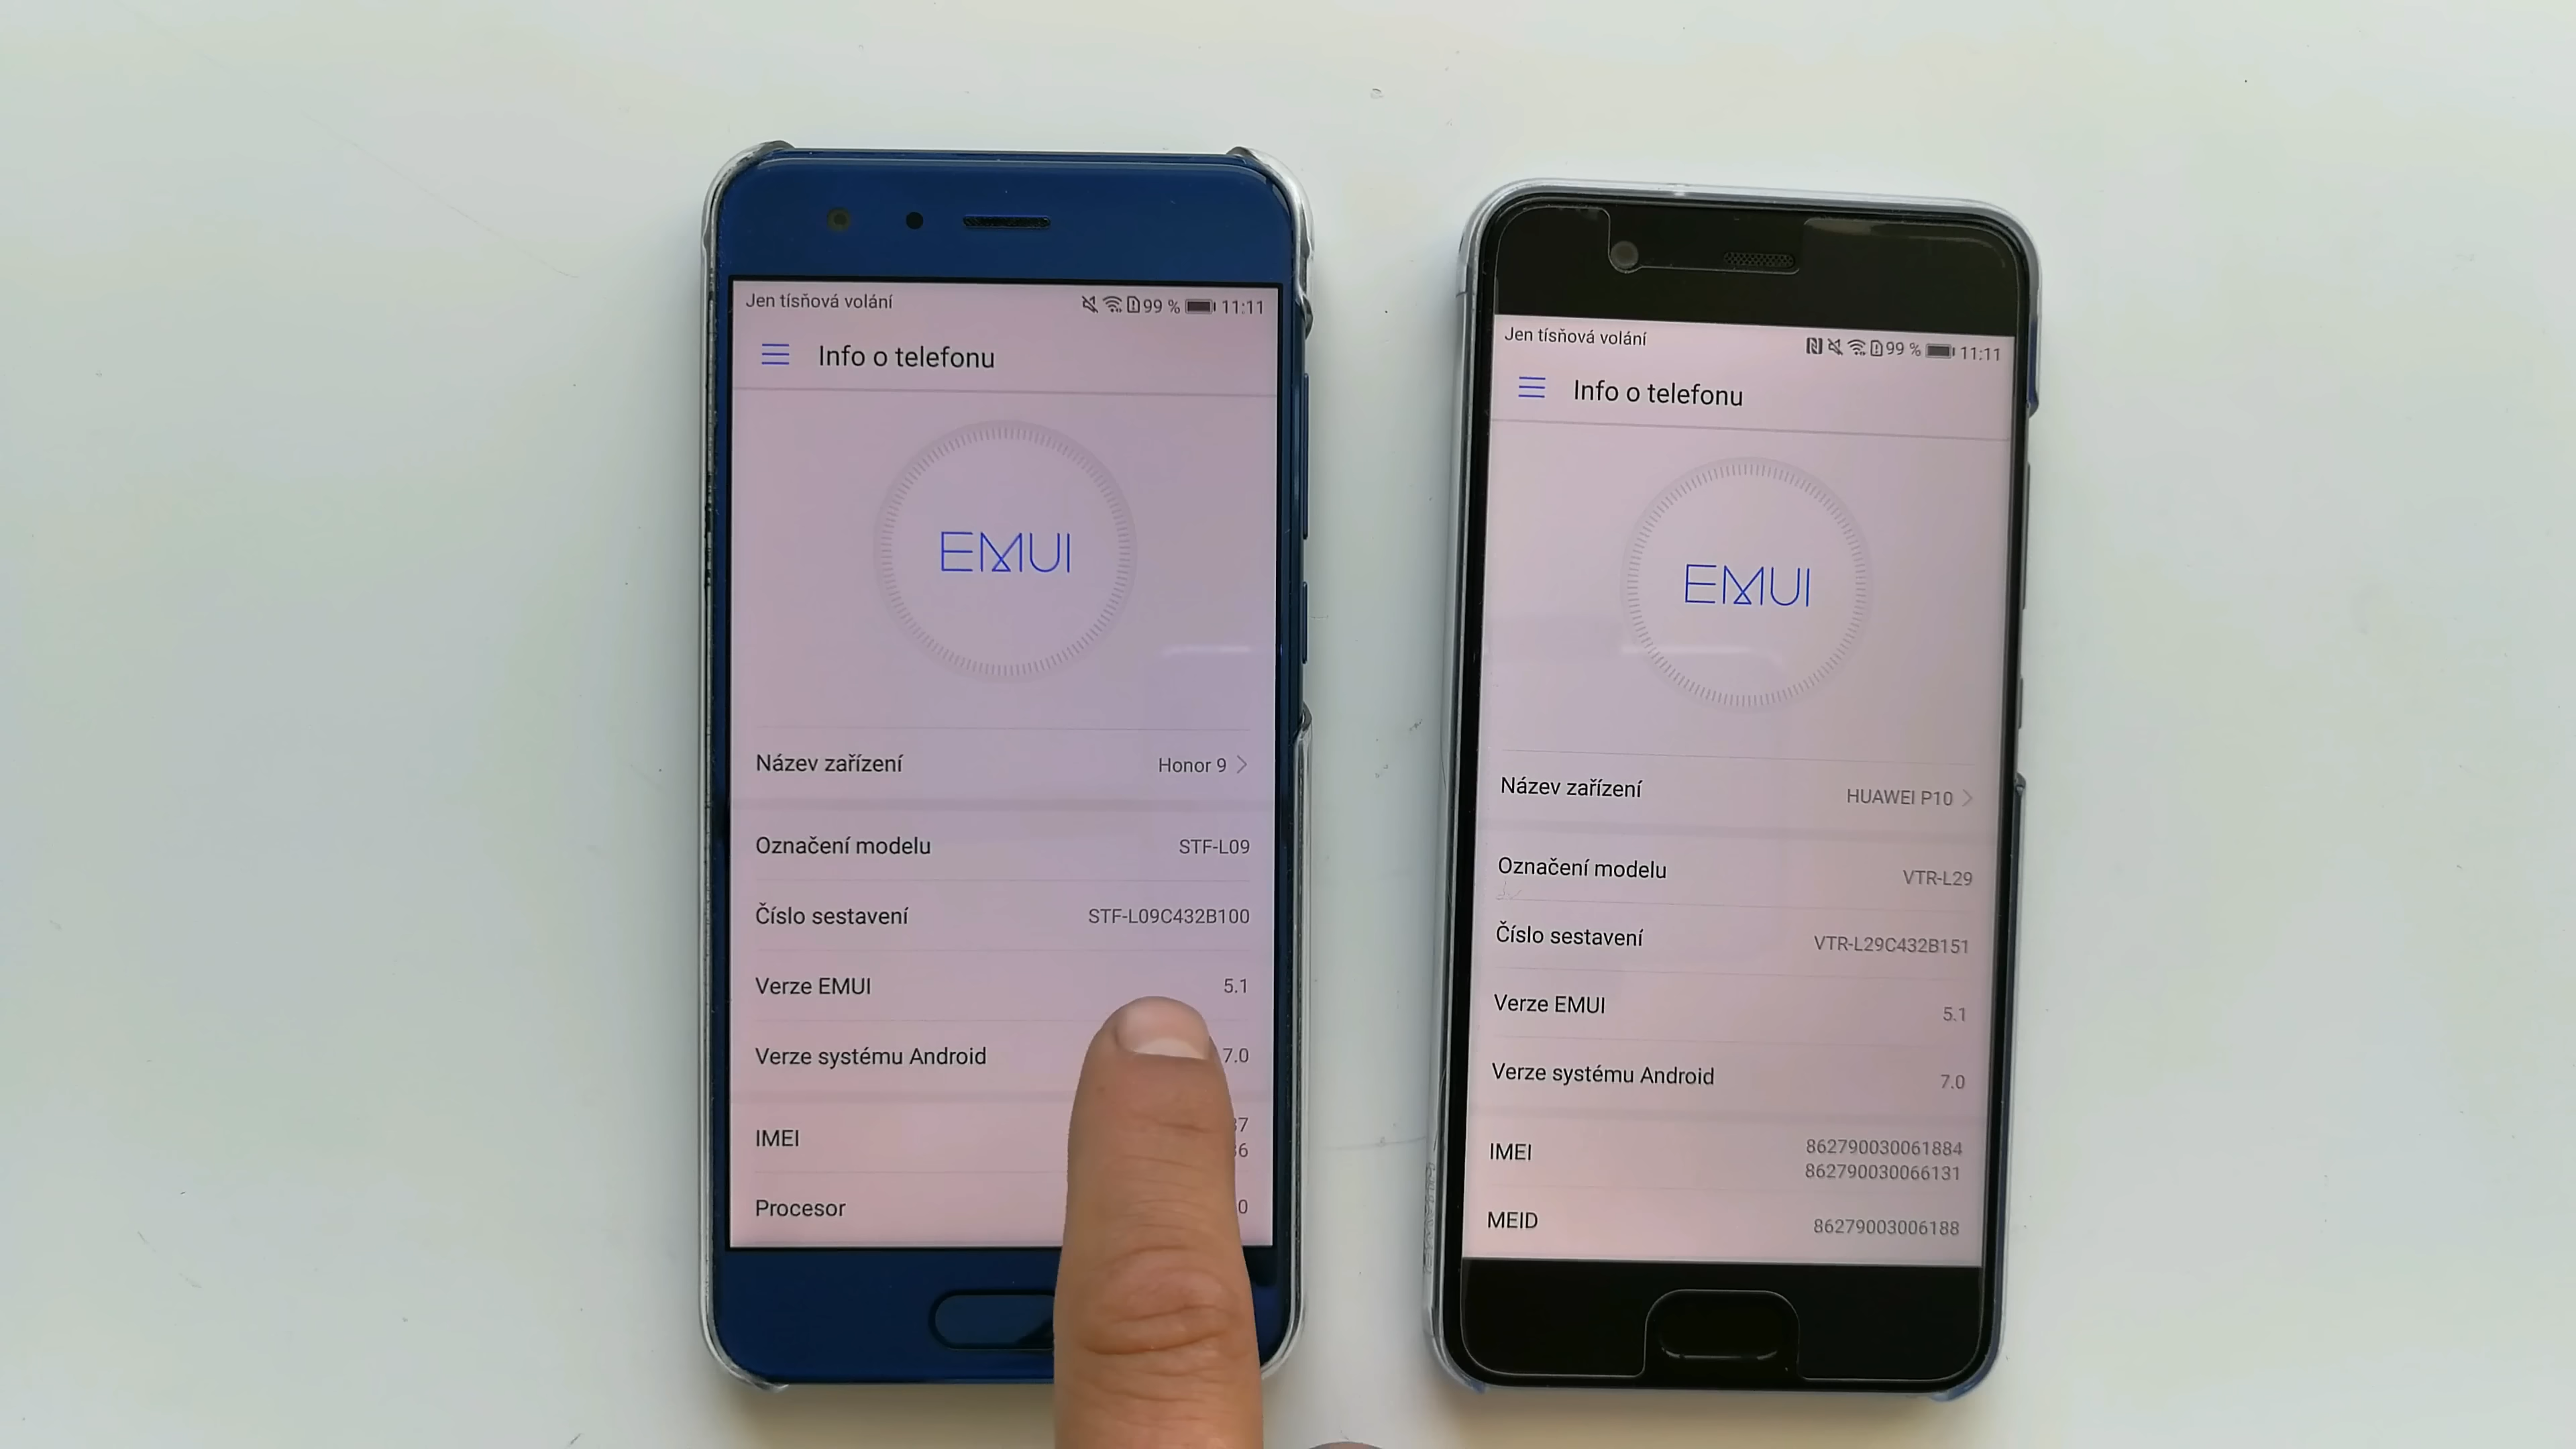 Jen tísňová volání
99 %
11:11
Info o telefonu
EMUI
Název zařízení
Honor 9
Označení modelu
STF-L09
Číslo sestavení
STF-L09C432B100
Verze EMUI
5.1
Verze systému Android
7.0
IMEI
Procesor
Jen tísňová volání
99 %
11:11
Info o telefonu
EMUI
Název zařízení
HUAWEI P10
Označení modelu
VTR-L29
Číslo sestavení
VTR-L29C432B151
Verze EMUI
5.1
Verze systému Android
7.0
IMEI
862790030061884
862790030066131
MEID
86279003006188